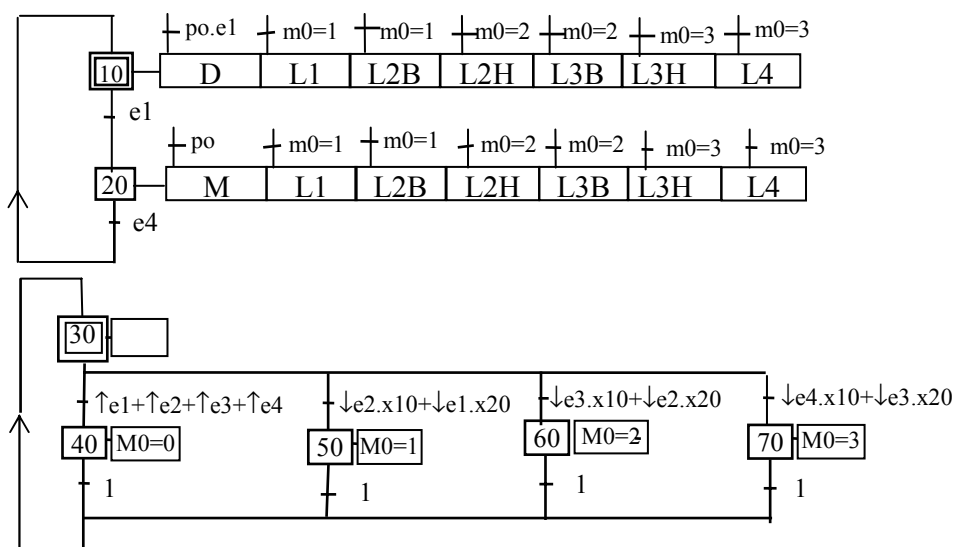 po.e1 m0=1 m0=1 m0=2 m0=2 m0=3 m0=3
10 D L1 L2B L2H L3B L3H L4
e1
po m0=1 m0=1 m0=2 m0=2 m0=3 m0=3
20 M L1 L2B L2H L3B L3H L4
e4
30
↑e1+↑e2+↑e3+↑e4 ↓e2.x10+↓e1.x20 ↓e3.x10+↓e2.x20 ↓e4.x10+↓e3.x20
40 M0=0 50 M0=1 60 M0=2 70 M0=3
1 1 1 1